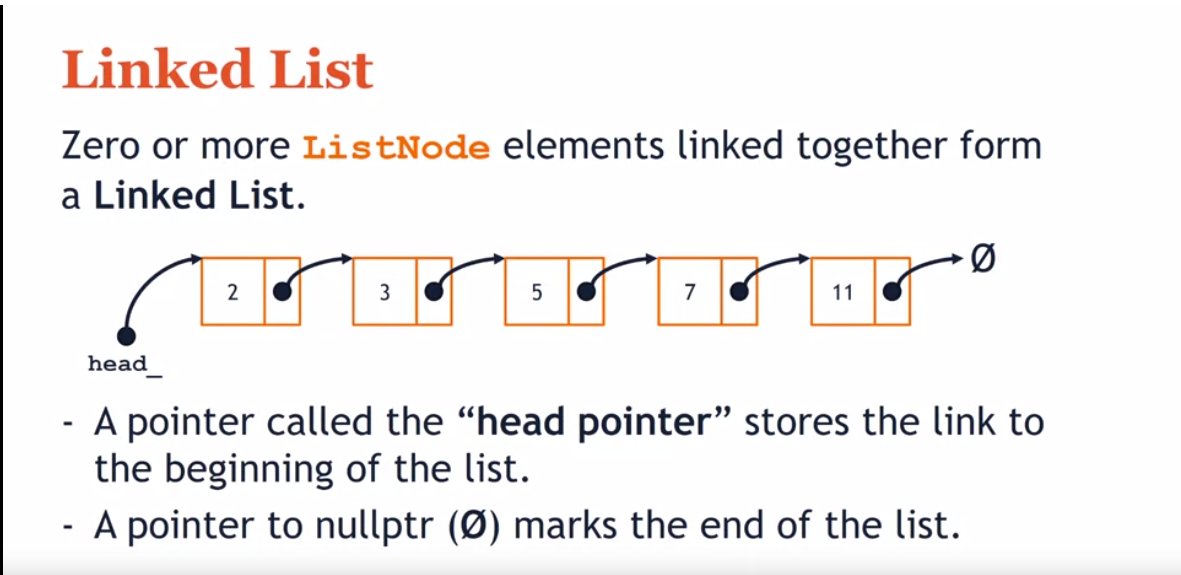 Linked List
Zero or more ListNode elements linked together form
a Linked List.
Ø
2 3 5 7 11
head_
- A pointer called the “head pointer” stores the link to
the beginning of the list.
- A pointer to nullptr (Ø) marks the end of the list.